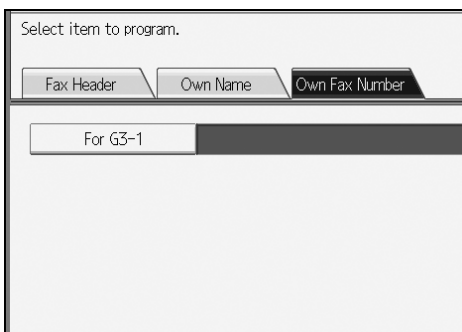 Select item to program.
Fax Header Own Name Own Fax Number
For G3-1